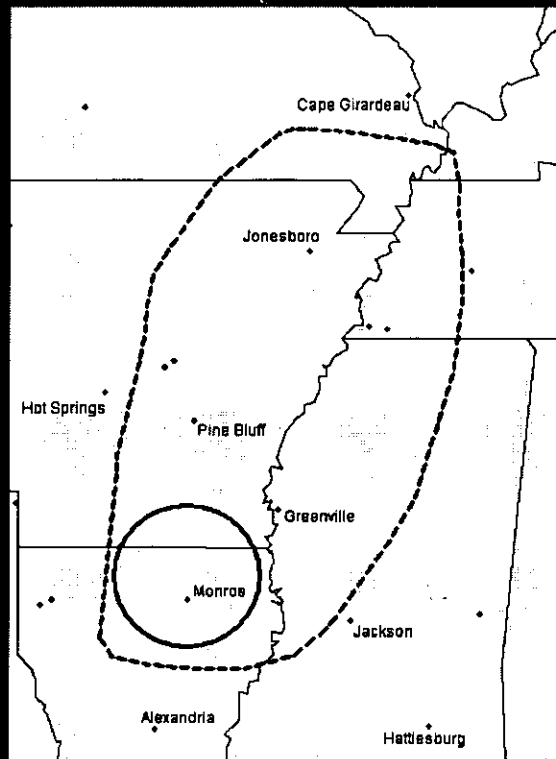 Cape Girardeau
Jonesboro
Hot Springs
Pine Bluff
Greenville
Monroe
Jackson
Alexandria
Hattiesburg